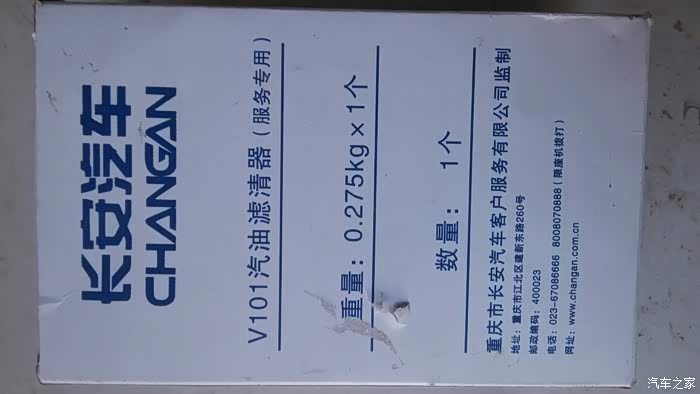 长安汽车
CHANGAN
V101汽油滤清器(服务专用)
重量:0.275kg×1个
数量:1个
重庆市长安汽车客户服务有限公司监制
地址:重庆市江北区建新东路260号
邮政编码:400023
电话:023-67086666 8008070888(限座机拨打)
网址:www.changan.com.cn
汽车之家